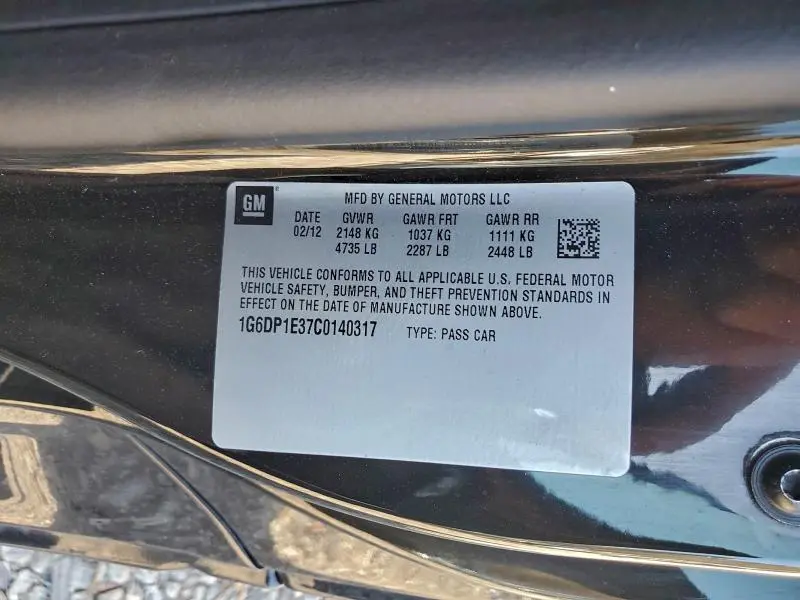 GM ® MFD BY GENERAL MOTORS LLC
DATE GVWR GAWR FRT GAWR RR
02/12 2148 KG 1037 KG 1111 KG
4735 LB 2287 LB 2448 LB
THIS VEHICLE CONFORMS TO ALL APPLICABLE U.S. FEDERAL MOTOR
VEHICLE SAFETY, BUMPER, AND THEFT PREVENTION STANDARDS IN
EFFECT ON THE DATE OF MANUFACTURE SHOWN ABOVE.
1G6DP1E37C0140317 TYPE: PASS CAR